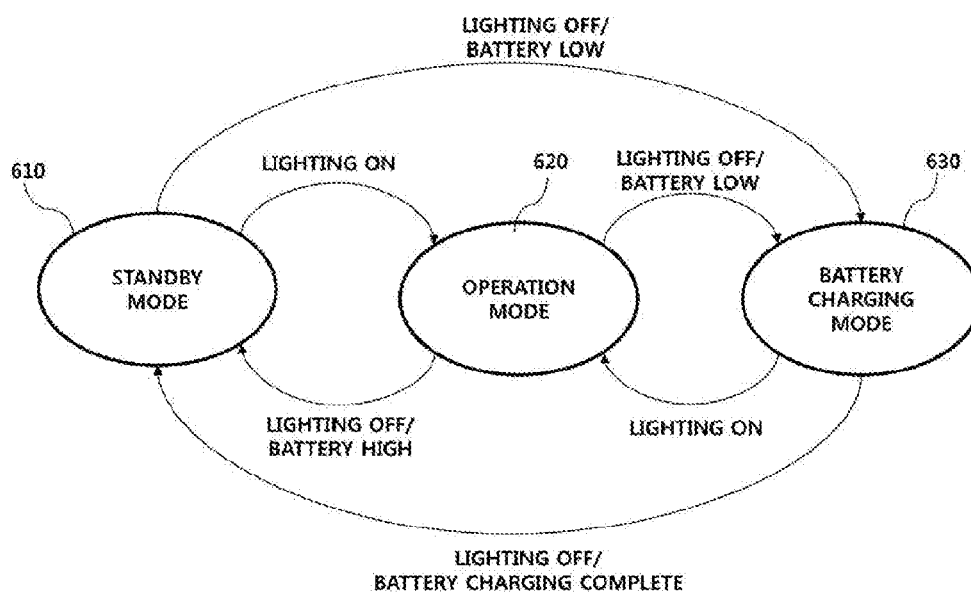 LIGHTING OFF/
BATTERY LOW
610
LIGHTING ON
620
LIGHTING OFF/
BATTERY LOW
630
STANDBY
MODE
OPERATION
MODE
BATTERY
CHARGING
MODE
LIGHTING OFF/
BATTERY HIGH
LIGHTING ON
LIGHTING OFF/
BATTERY CHARGING COMPLETE